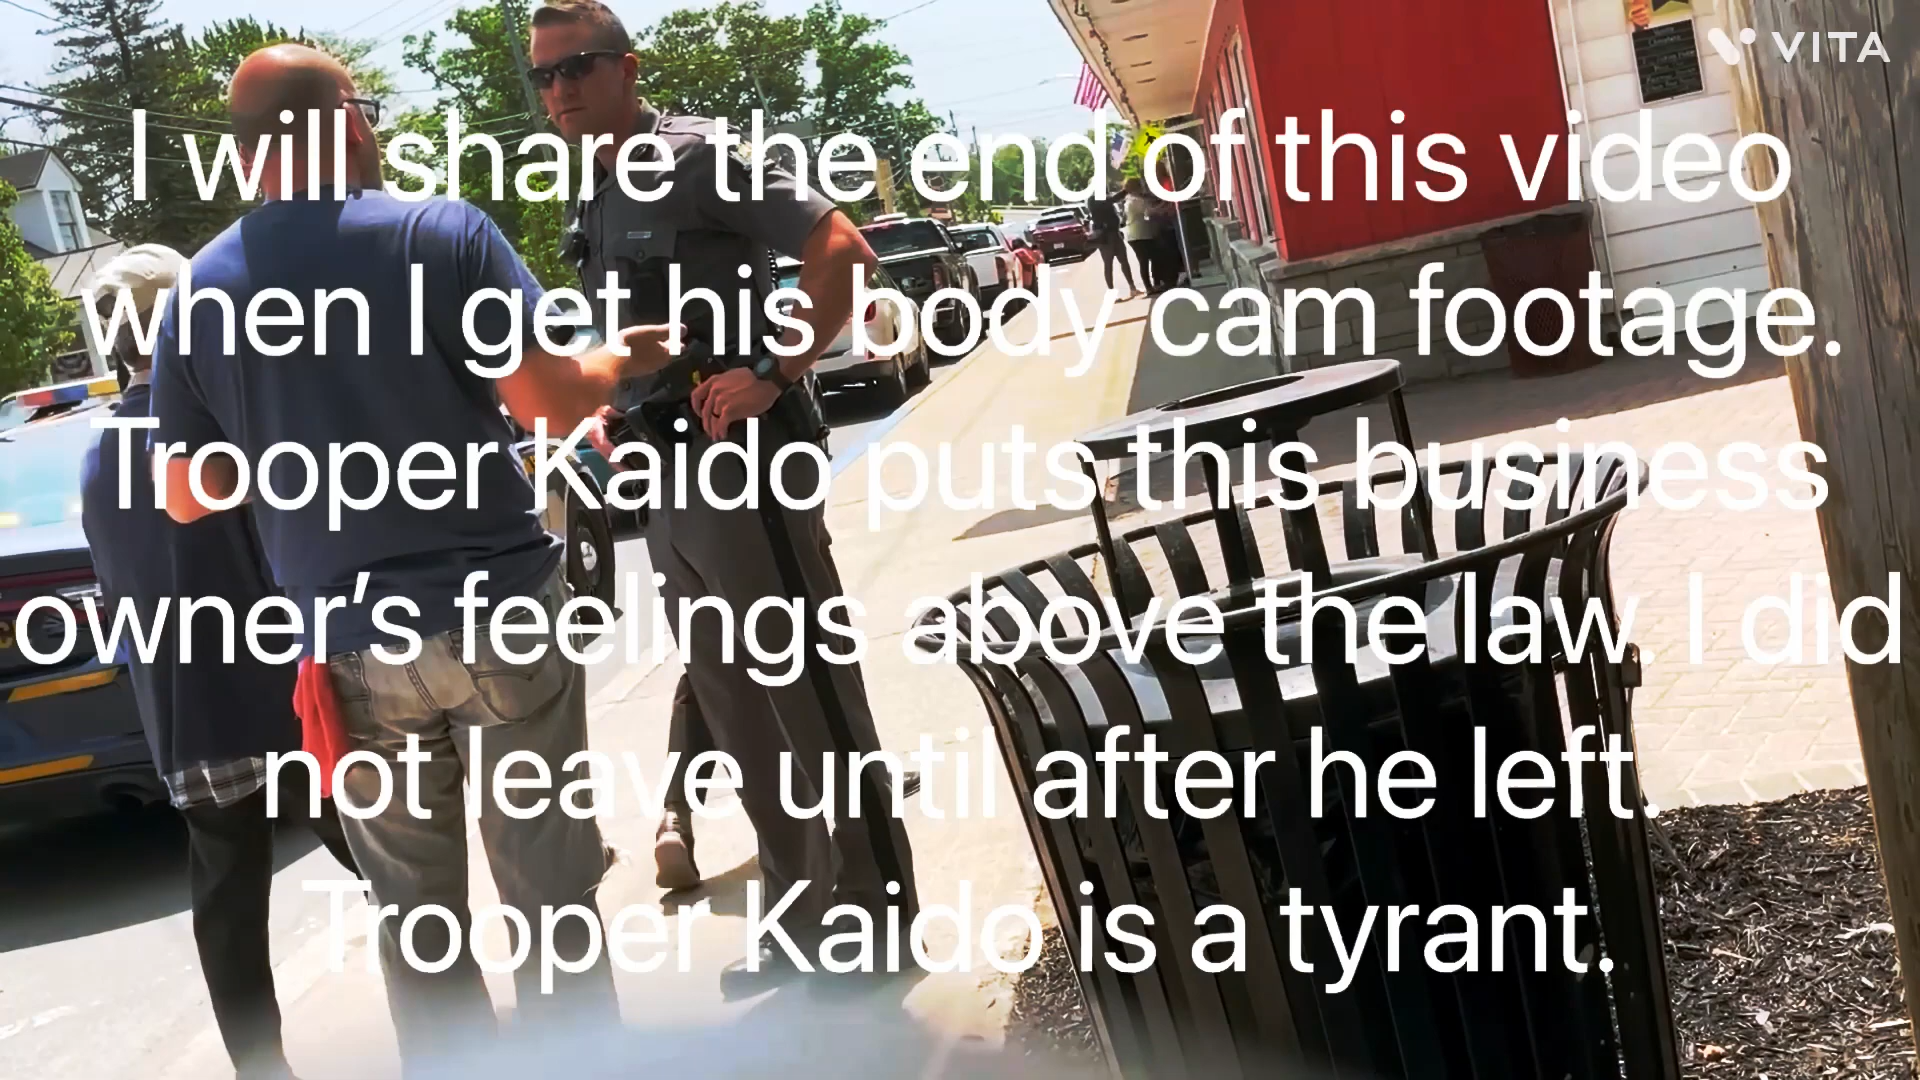 VITA
I will share the end of this video
when I get his body cam footage.
Trooper Kaido puts this business
owner’s feelings above the law. I did
not leave until after he left.
Trooper Kaido is a tyrant.